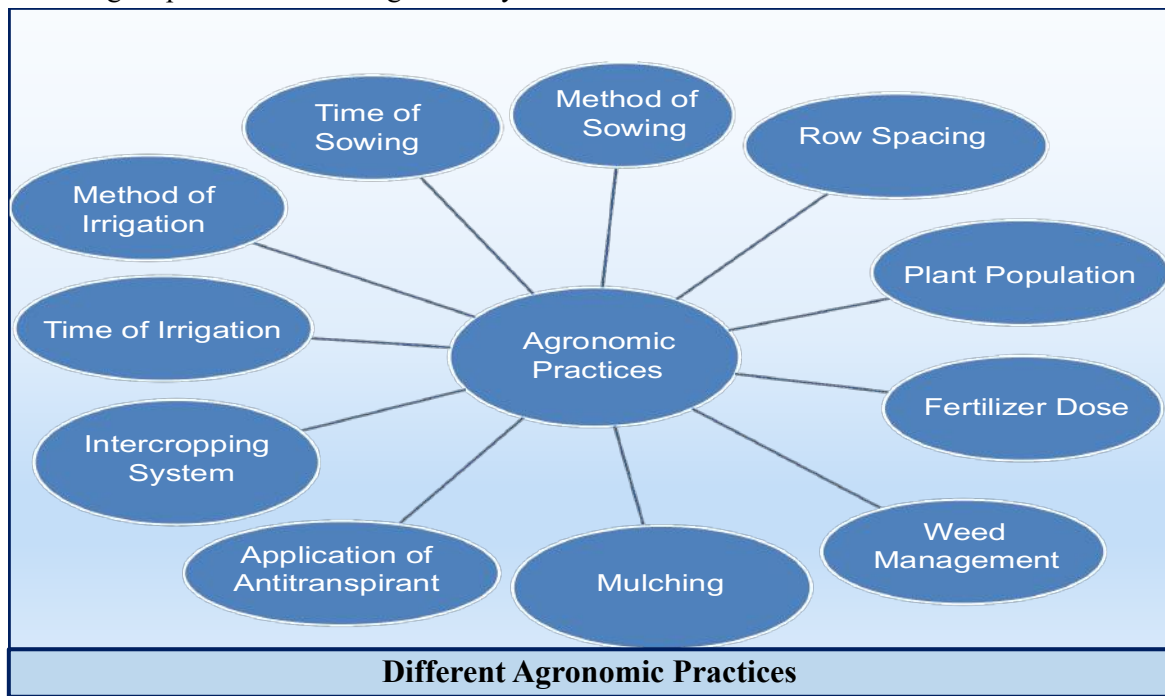 Time of
Sowing
Method of
Sowing
Row Spacing
Method of
Irrigation
Plant Population
Time of Irrigation
Agronomic
Practices
Fertilizer Dose
Intercropping
System
Weed
Management
Application of
Antitranspirant
Mulching
Different Agronomic Practices